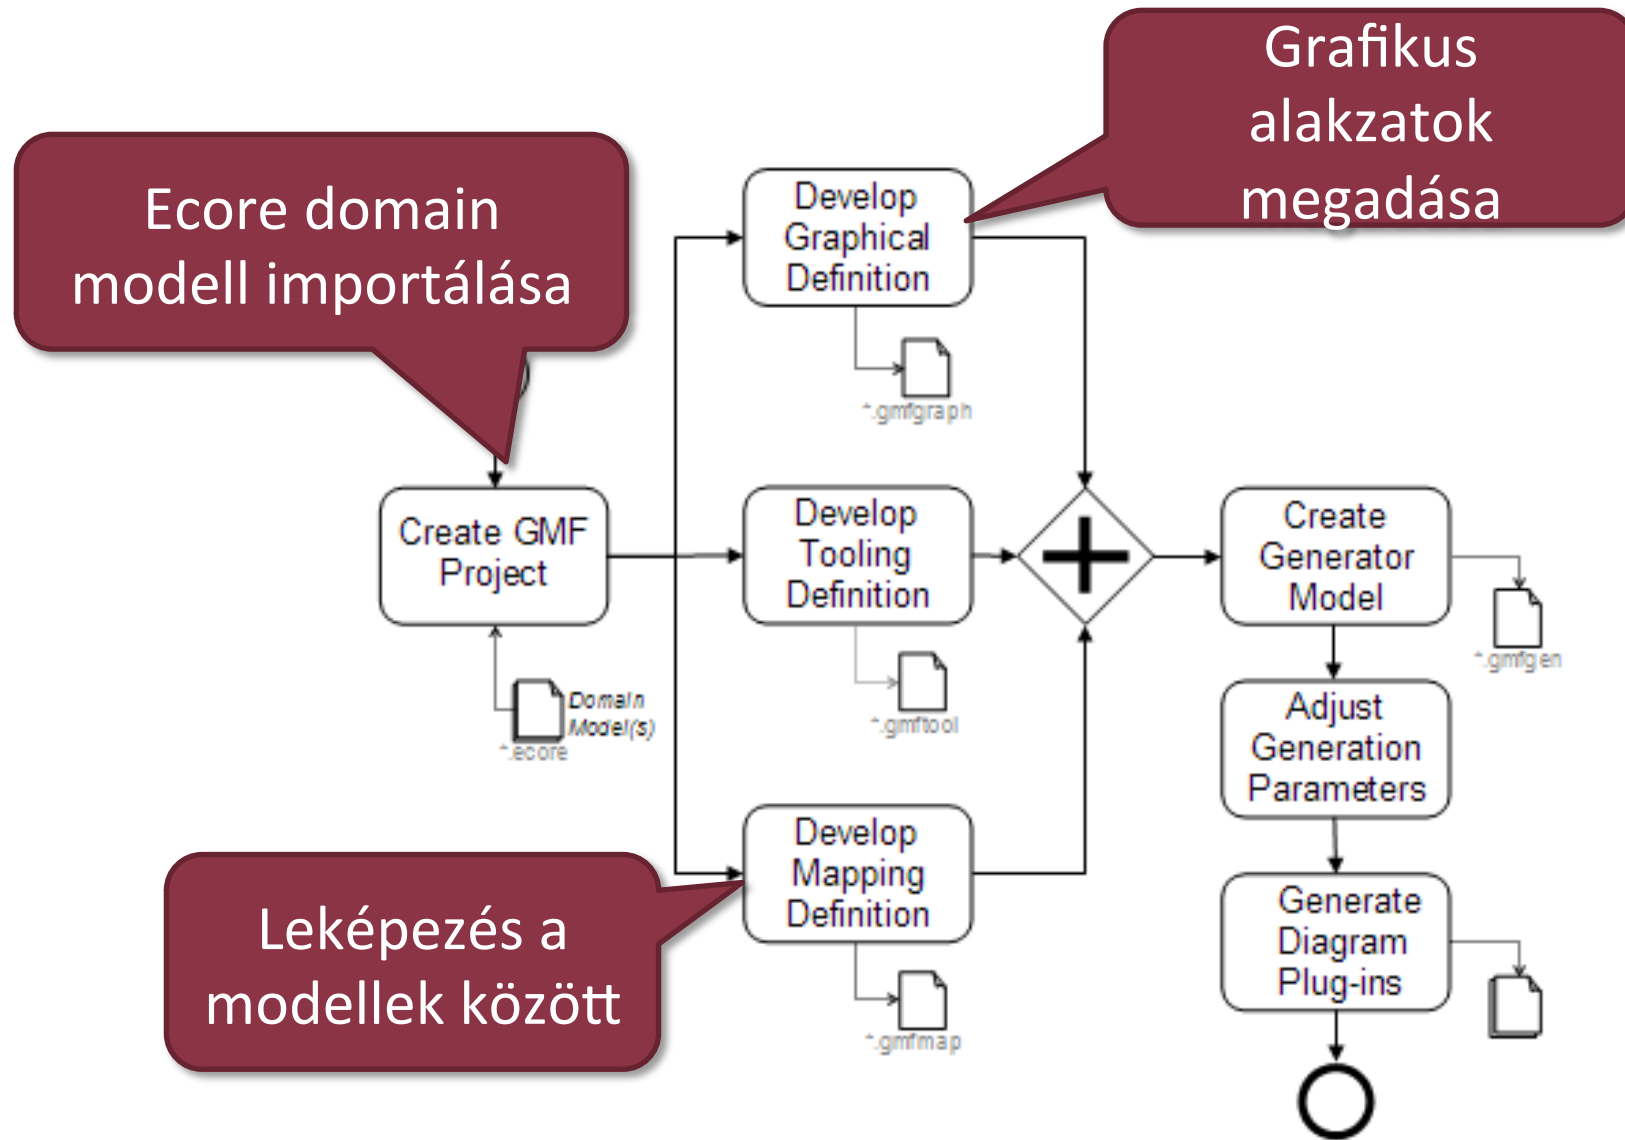 Grafikus
alakzatok
megadása
Ecore domain
modell importálása
Develop
Graphical
Definition
*.gmfgraph
Create GMF
Project
Develop
Tooling
Definition
Create
Generator
Model
*.gmfgen
Domain
Model(s)
*.ecore
*.gmftool
Adjust
Generation
Parameters
Leképezés a
modellek között
Develop
Mapping
Definition
*.gmfmap
Generate
Diagram
Plug-ins